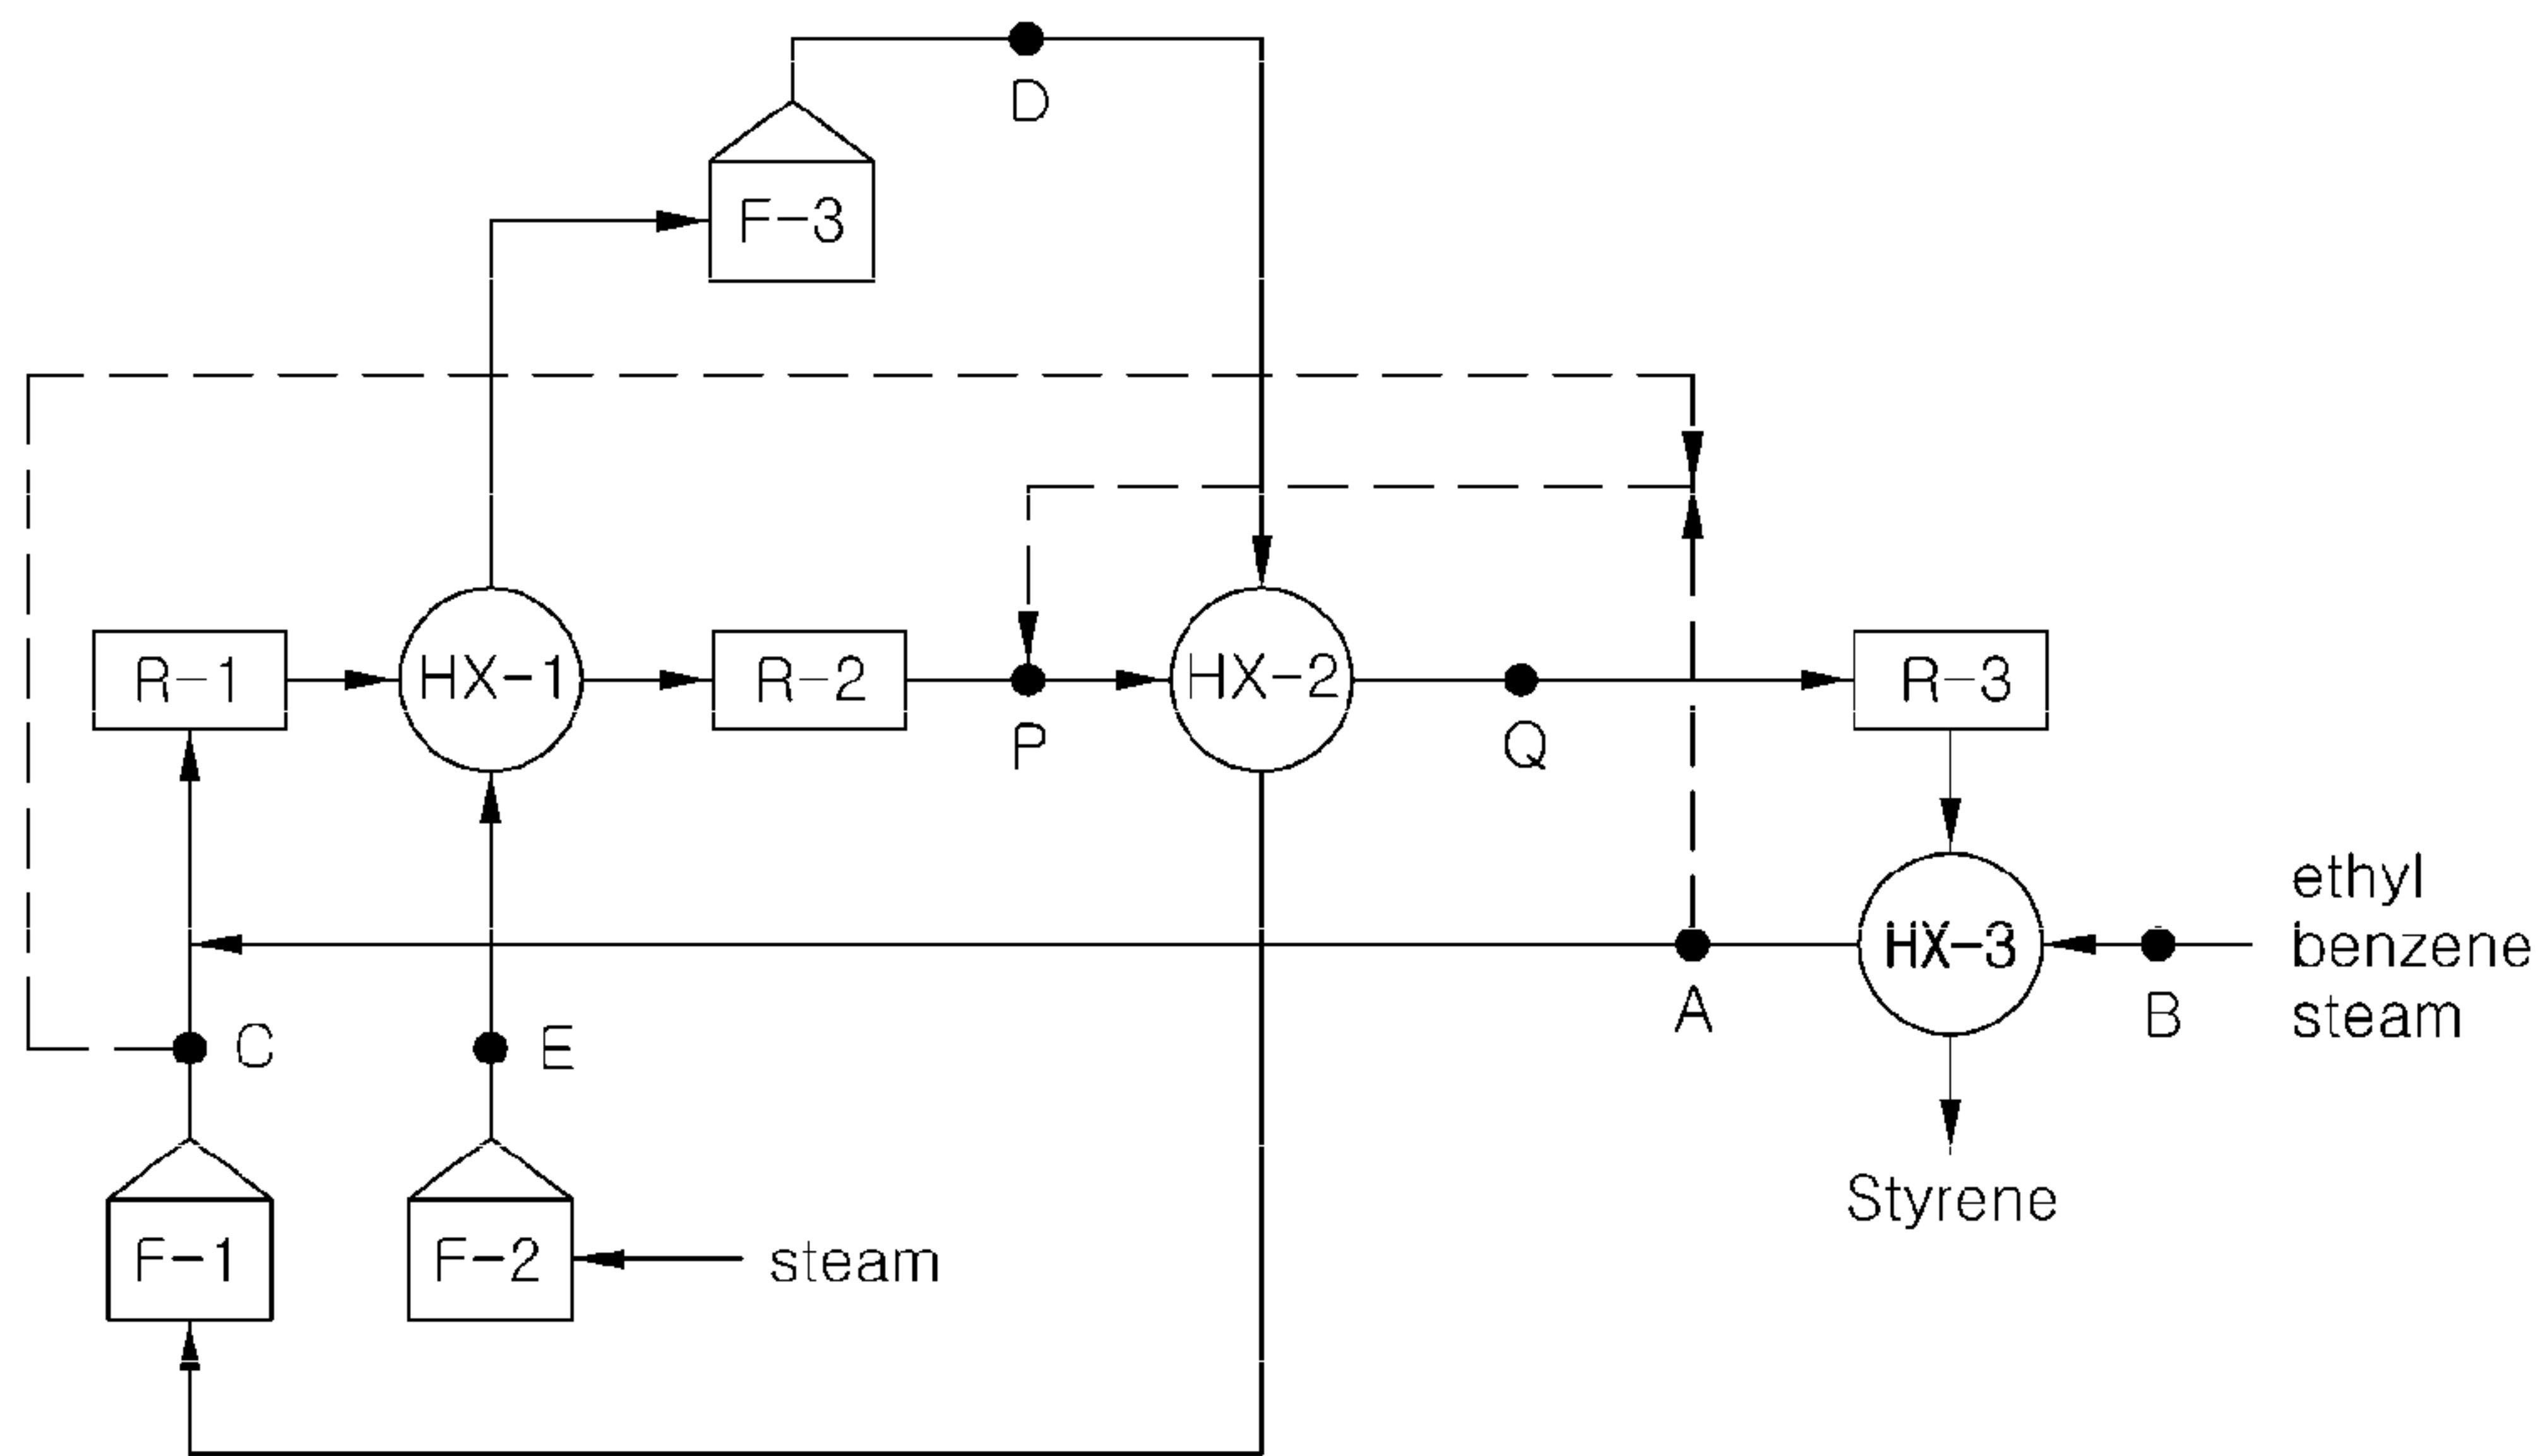 D
F-3
R-1
HX-1
R-2
HX-2
R-3
P
Q
ethyl
benzene
steam
HX-3
A
B
C
E
Styrene
F-1
F-2
steam